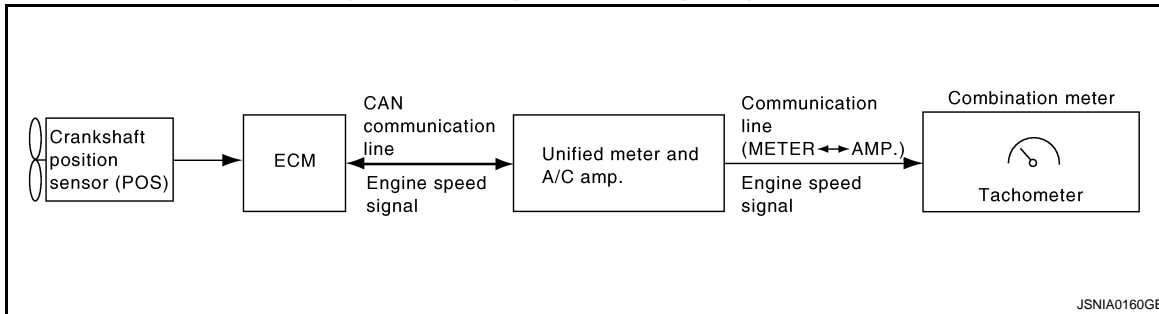 Crankshaft
position
sensor (POS)
ECM
CAN
communication
line
Engine speed
signal
Unified meter and
A/C amp.
Communication
line
(METER↔AMP.)
Engine speed
signal
Combination meter
Tachometer